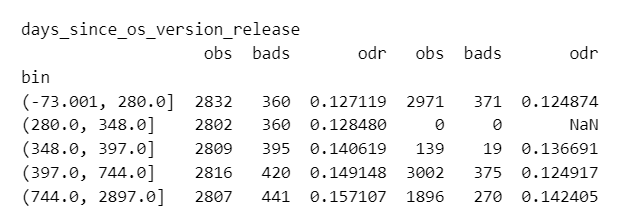 days_since_os_version_release
obs bads odr obs bads odr
bin
(-73.001, 280.0] 2832 360 0.127119 2971 371 0.124874
(280.0, 348.0] 2802 360 0.128480 0 0 NaN
(348.0, 397.0] 2809 395 0.140619 139 19 0.136691
(397.0, 744.0] 2816 420 0.149148 3002 375 0.124917
(744.0, 2897.0] 2807 441 0.157107 1896 270 0.142405